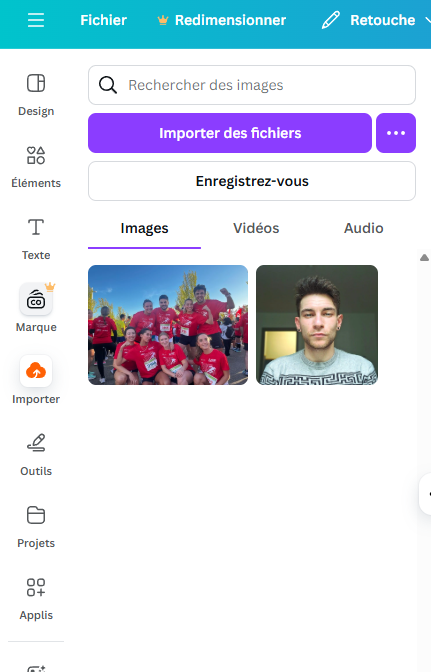 Fichier
Redimensionner
Retouche
Design
Éléments
Texte
Marque
Importer
Outils
Projets
Applis
Rechercher des images
Importer des fichiers
Enregistrez-vous
Images
Vidéos
Audio